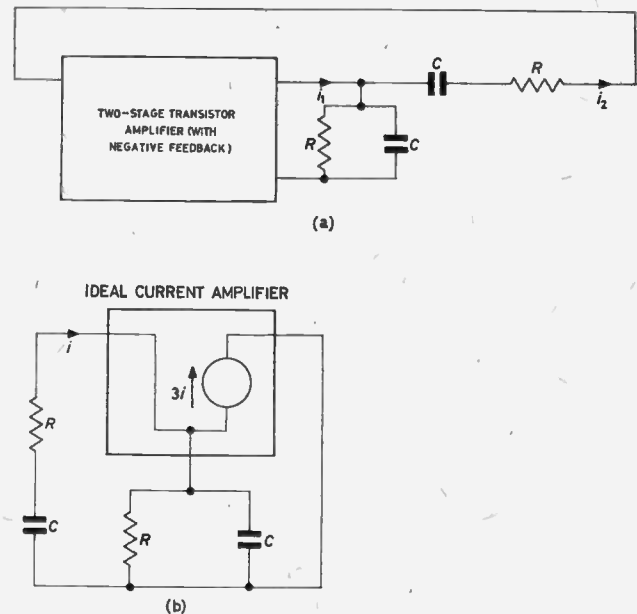 C
R
i₁
i₂
TWO-STAGE TRANSISTOR
AMPLIFIER (WITH
NEGATIVE FEEDBACK)
R
C
(a)
IDEAL CURRENT AMPLIFIER
i
3i
R
C
R
C
(b)